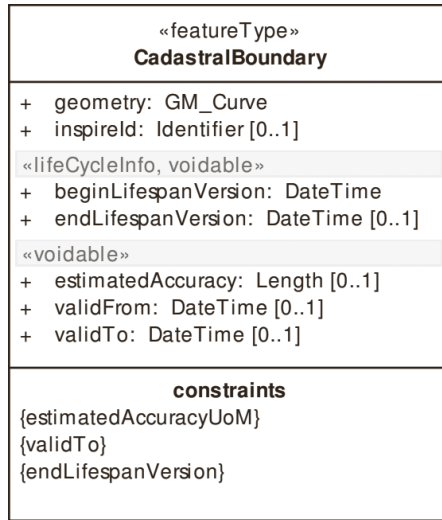 «featureType»
CadastralBoundary
+ geometry: GM_Curve
+ inspireId: Identifier [0..1]
«lifeCycleInfo, voidable»
+ beginLifespanVersion: DateTime
+ endLifespanVersion: DateTime [0..1]
«voidable»
+ estimatedAccuracy: Length [0..1]
+ validFrom: DateTime [0..1]
+ validTo: DateTime [0..1]
constraints
{estimatedAccuracyUoM}
{validTo}
{endLifespanVersion}